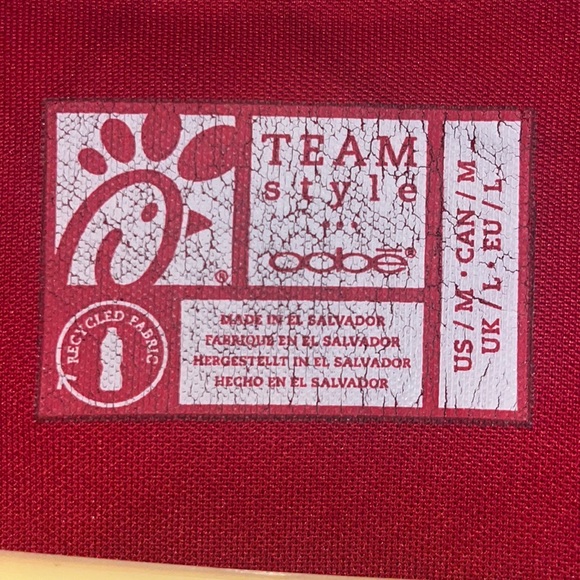 TEAM
style
oobe®
®
RECYCLED FABRIC
MADE IN EL SALVADOR
FABRIQUE EN EL SALVADOR
HERGESTELLT IN EL SALVADOR
HECHO EN EL SALVADOR
US / M · CAN / M
UK / L · EU / L